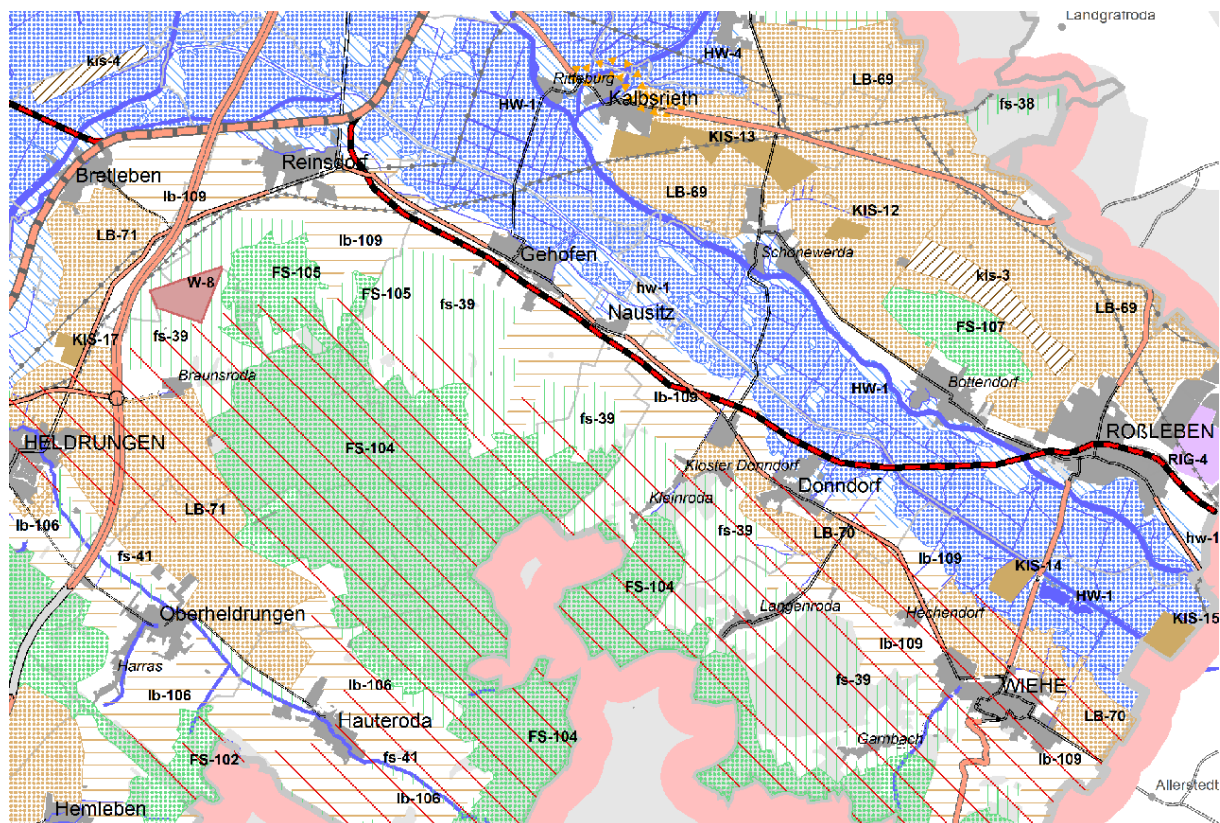 Landgrafroda
kis-4
HW-4
Ritteburg
LB-69
HW-1
Kalbsrieth
fs-38
KIS-13
Reinsdorf
Bretleben
lb-109
LB-69
KIS-12
LB-71
lb-109
Gehofen
Schönewerda
FS-105
kis-3
W-8
FS-105
hw-1
fs-39
LB-69
Nausitz
FS-107
fs-39
KIS-17
Braunsroda
HW-1
Bottendorf
lb-109
fs-39
ROßLEBEN
HELDRUNGEN
FS-104
RIG-4
Kloster Donndorf
Donndorf
Kleinroda
LB-71
lb-106
fs-39
LB-70
hw-1
fs-41
lb-109
KIS-14
FS-104
HW-1
Langenroda
Hechendorf
Oberheldrungen
KIS-15
lb-109
Harras
fs-39
lb-106
lb-106
WIEHE
Hauteroda
LB-70
FS-104
Garnbach
FS-102
fs-41
lb-109
Allerstedt
lb-106
Hemleben